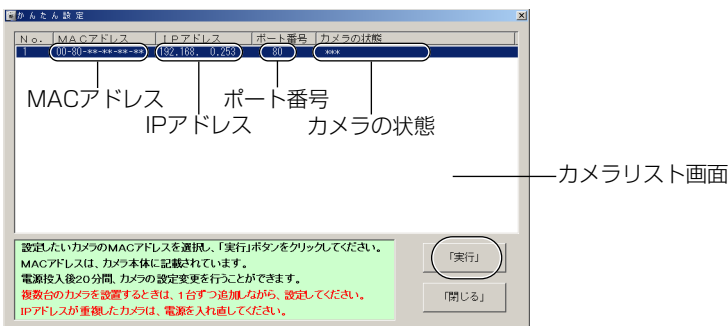 かんたん設定
No. MACアドレス IPアドレス ポート番号 カメラの状態
1 00-80-**-**-**-** 192.168. 0.253 80 ***
MACアドレス ポート番号
IPアドレス カメラの状態
カメラリスト画面
設定したいカメラのMACアドレスを選択し、「実行」ボタンをクリックしてください。
MACアドレスは、カメラ本体に記載されています。
電源投入後20分間、カメラの設定変更を行うことができます。
複数台のカメラを設置するときは、1台ずつ追加しながら、設定してください。
IPアドレスが重複したカメラは、電源を入れ直してください。
「実行」
「閉じる」